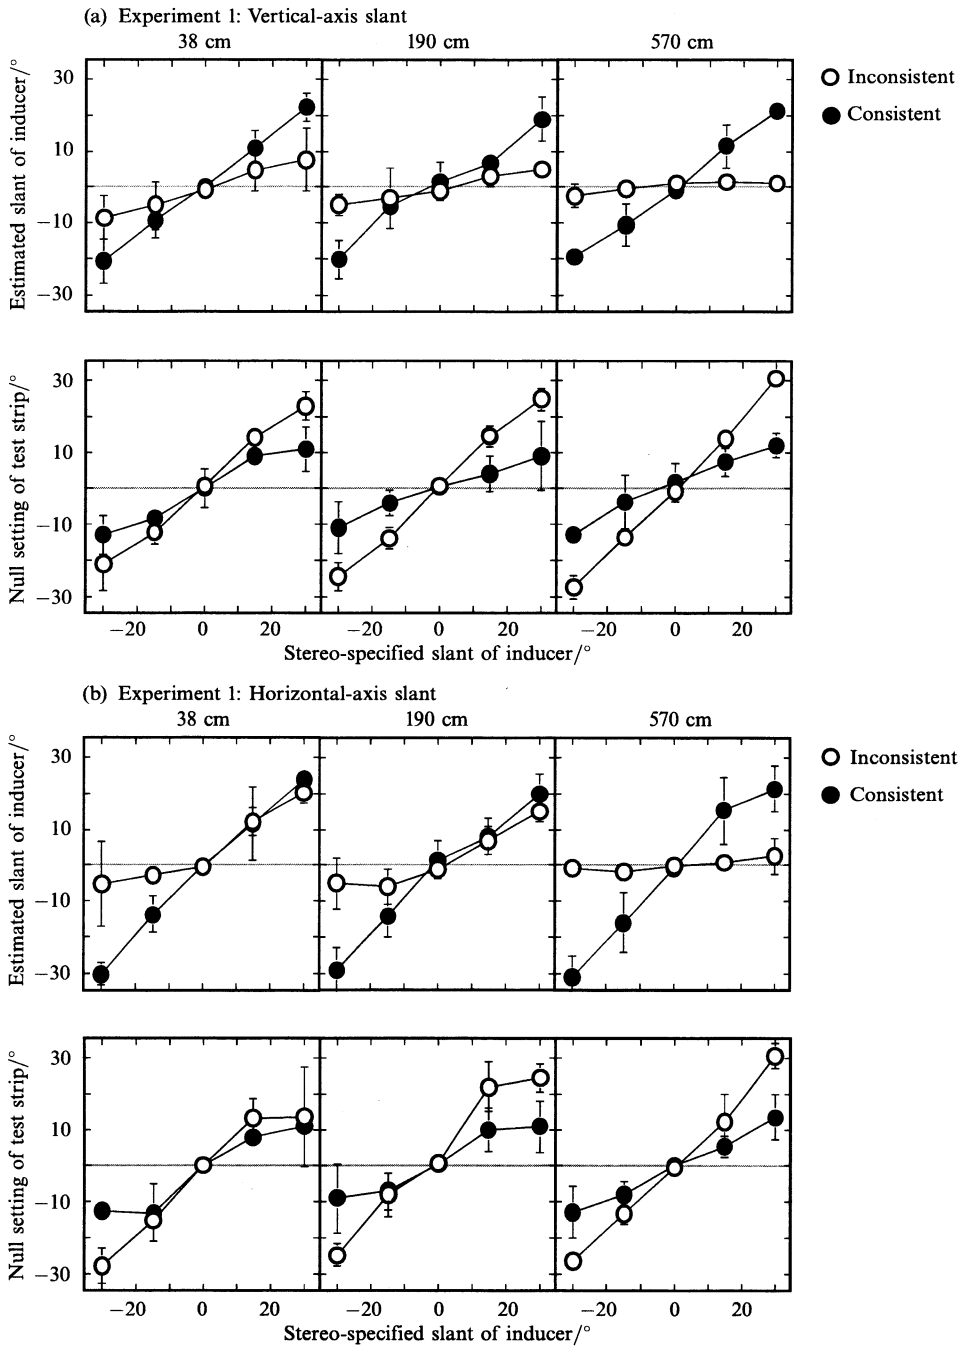 (a) Experiment 1: Vertical-axis slant
38 cm 190 cm 570 cm
Estimated slant of inducer/°
30
10
−10
−30
Inconsistent
Consistent
Null setting of test strip/°
30
10
−10
−30
−20 0 20 −20 0 20 −20 0 20
Stereo-specified slant of inducer/°
(b) Experiment 1: Horizontal-axis slant
38 cm 190 cm 570 cm
Estimated slant of inducer/°
30
10
−10
−30
Inconsistent
Consistent
Null setting of test strip/°
30
10
−10
−30
−20 0 20 −20 0 20 −20 0 20
Stereo-specified slant of inducer/°